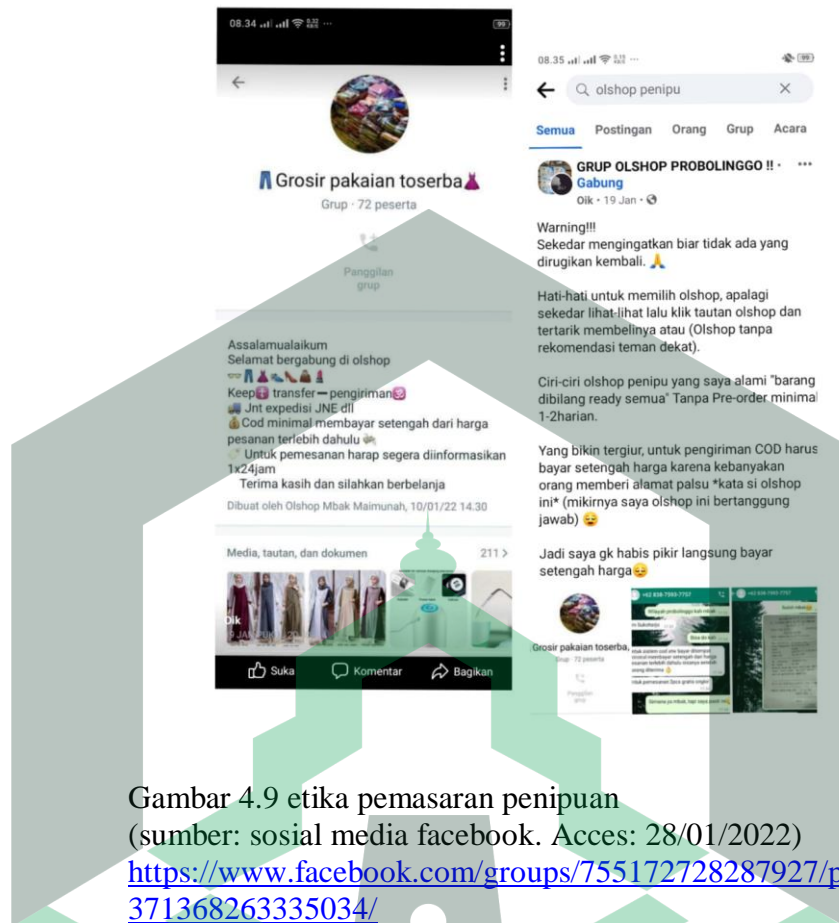 08.34
99
Grosir pakaian toserba
Grup · 72 peserta
Panggilan
grup
Assalamualaikum
Selamat bergabung di olshop
Keep transfer pengiriman
Jnt expedisi JNE dll
Cod minimal membayar setengah dari harga
pesanan terlebih dahulu
Untuk pemesanan harap segera diinformasikan
1x24jam
Terima kasih dan silahkan berbelanja
Dibuat oleh Olshop Mbak Maimunah, 10/01/22 14.30
Media, tautan, dan dokumen 211 >
Oik
Suka Komentar Bagikan
08.35
99
olshop penipu
Semua Postingan Orang Grup Acara
GRUP OLSHOP PROBOLINGGO !! ·
Gabung
Oik · 19 Jan ·
Warning!!!
Sekedar mengingatkan biar tidak ada yang
dirugikan kembali. 🙏
Hati-hati untuk memilih olshop, apalagi
sekedar lihat-lihat lalu klik tautan olshop dan
tertarik membelinya atau (Olshop tanpa
rekomendasi teman dekat).
Ciri-ciri olshop penipu yang saya alami "barang
dibilang ready semua" Tanpa Pre-order minimal
1-2harian.
Yang bikin tergiur, untuk pengiriman COD harus
bayar setengah harga karena kebanyakan
orang memberi alamat palsu *kata si olshop
ini* (mikirnya saya olshop ini bertanggung
jawab)
Jadi saya gk habis pikir langsung bayar
setengah harga
Grosir pakaian toserba,
Grup · 72 peserta
Panggilan
grup
Gambar 4.9 etika pemasaran penipuan
(sumber: sosial media facebook. Acces: 28/01/2022)
https://www.facebook.com/groups/755172728287927/p
371368263335034/